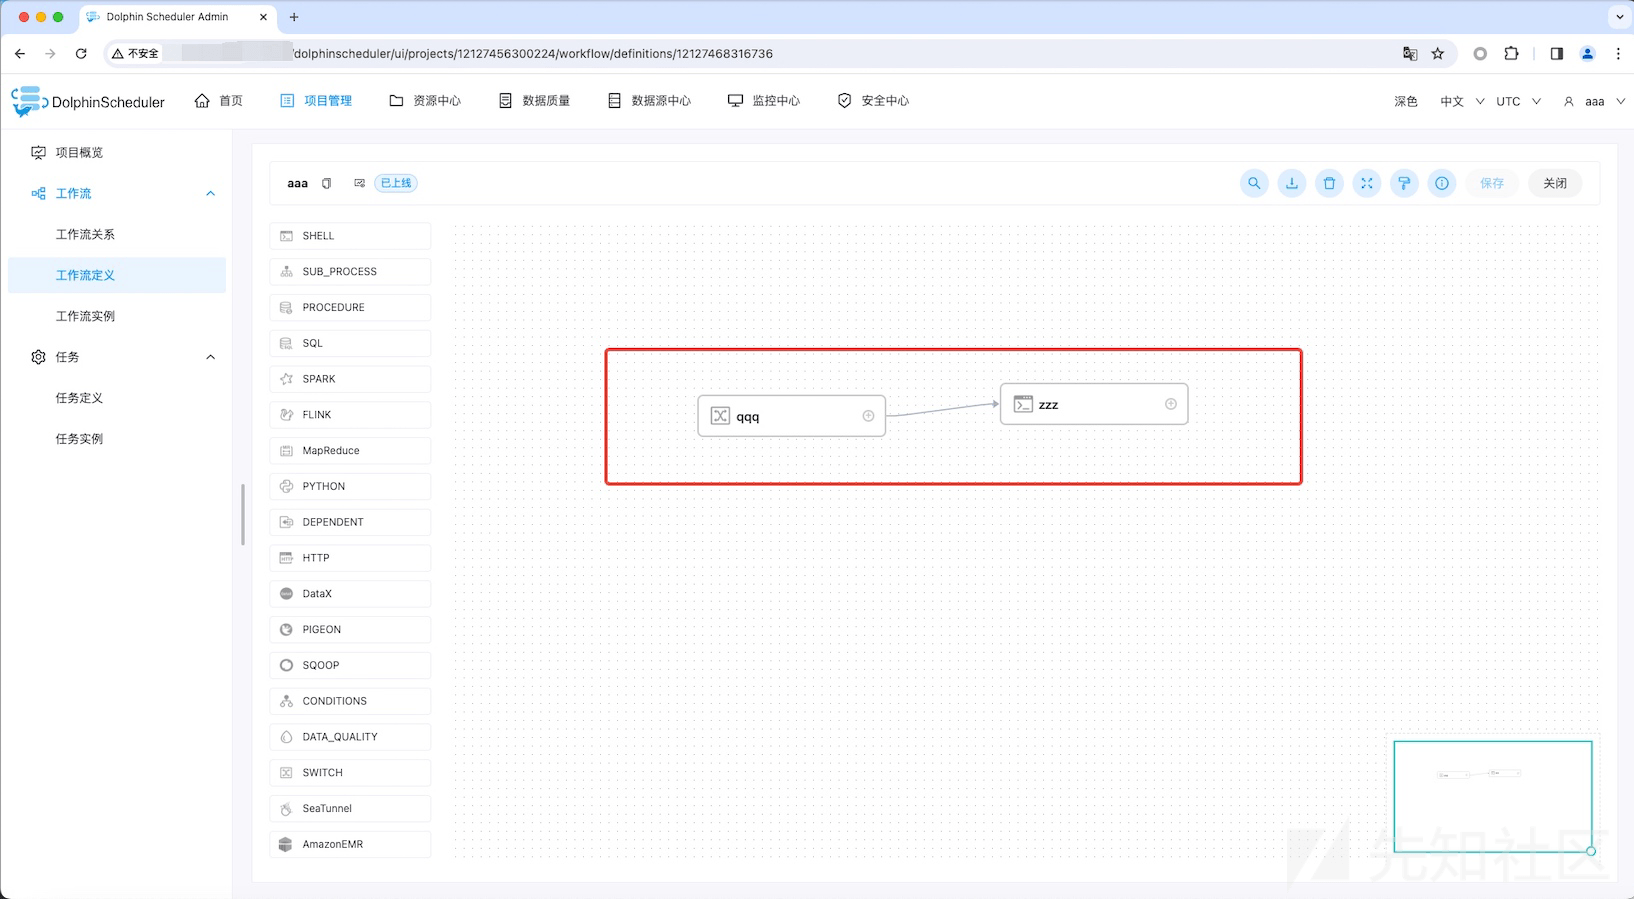 Dolphin Scheduler Admin
不安全
/dolphinscheduler/ui/projects/12127456300224/workflow/definitions/12127468316736
DolphinScheduler
首页
项目管理
资源中心
数据质量
数据源中心
监控中心
安全中心
深色
中文
UTC
aaa
项目概览
工作流
工作流关系
工作流定义
工作流实例
任务
任务定义
任务实例
aaa
已上线
保存
关闭
SHELL
SUB_PROCESS
PROCEDURE
SQL
SPARK
FLINK
MapReduce
PYTHON
DEPENDENT
HTTP
DataX
PIGEON
SQOOP
CONDITIONS
DATA_QUALITY
SWITCH
SeaTunnel
AmazonEMR
qqq
zzz
先知社区